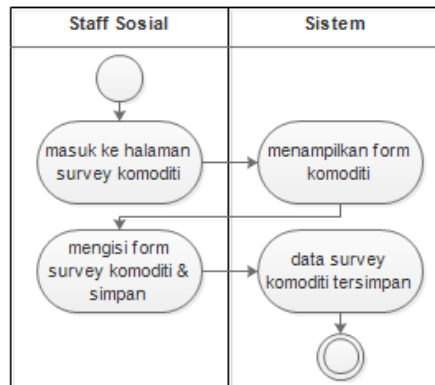 Staff Sosial
Sistem
masuk ke halaman
survey komoditi
menampilkan form
komoditi
mengisi form
survey komoditi &
simpan
data survey
komoditi tersimpan